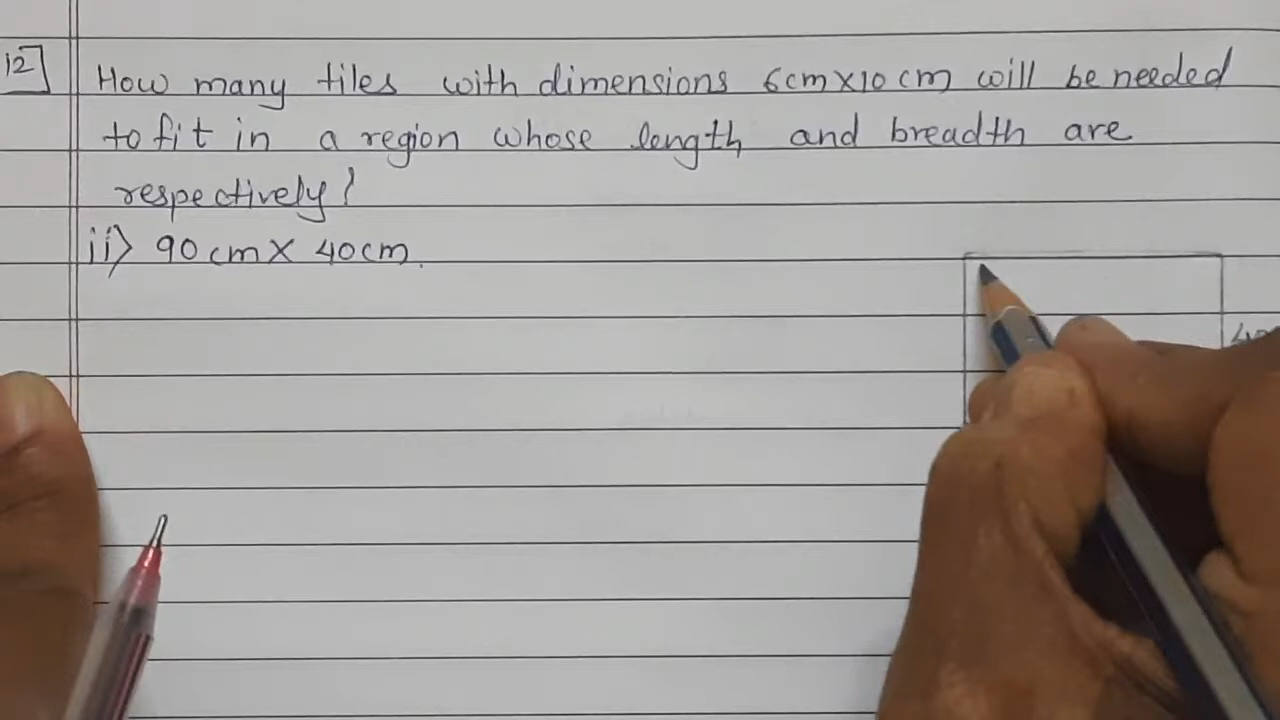 12
How many tiles with dimensions 6cm×10cm will be needed
to fit in a region whose length and breadth are
respectively?
ii) 90cm × 40cm.